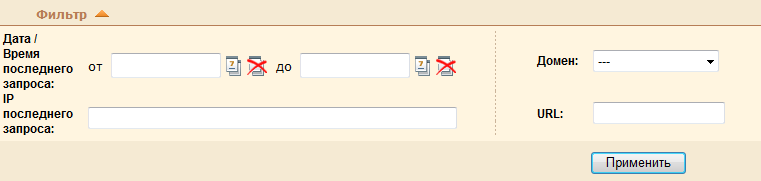 Фильтр
Дата /
Время
последнего
запроса:
от
до
Домен:
---
IP
последнего
запроса:
URL:
Применить